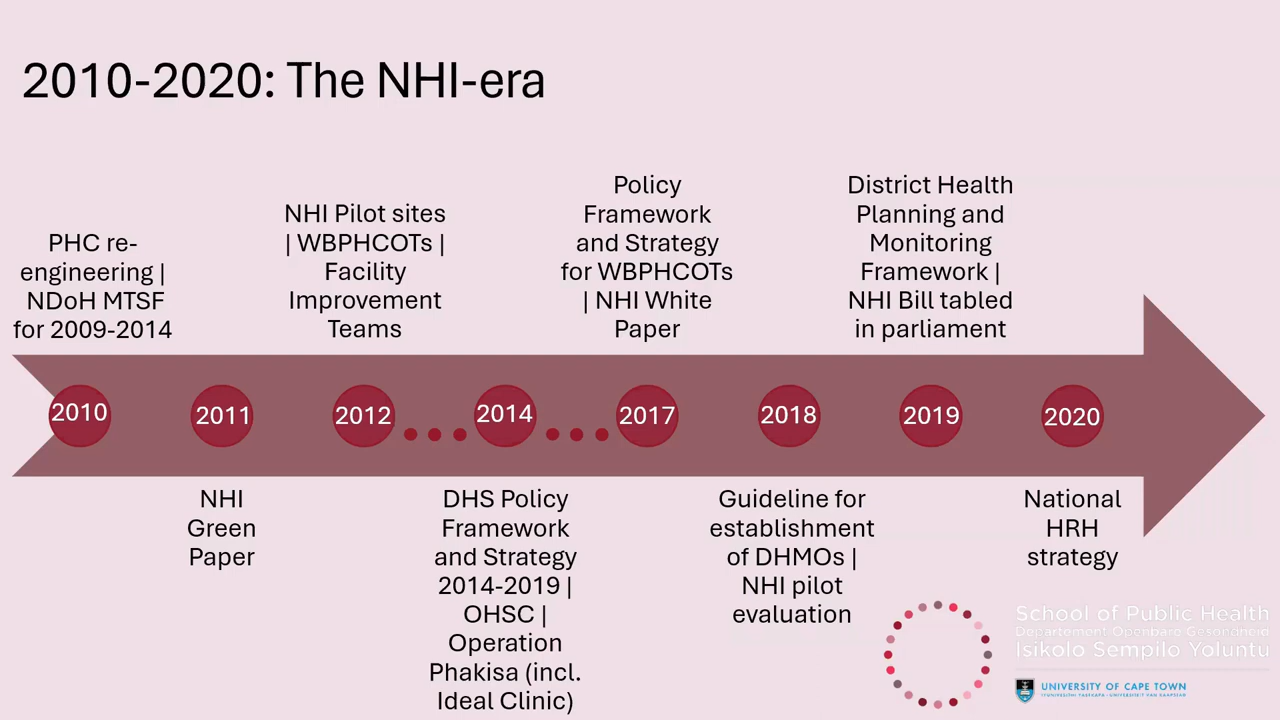 2010-2020: The NHI-era
PHC re-
engineering |
NDoH MTSF
for 2009-2014
NHI Pilot sites
| WBPHCOTs |
Facility
Improvement
Teams
Policy
Framework
and Strategy
for WBPHCOTs
| NHI White
Paper
District Health
Planning and
Monitoring
Framework |
NHI Bill tabled
in parliament
2010
2011
2012
2014
2017
2018
2019
2020
NHI
Green
Paper
DHS Policy
Framework
and Strategy
2014-2019 |
OHSC |
Operation
Phakisa (incl.
Ideal Clinic)
Guideline for
establishment
of DHMOs |
NHI pilot
evaluation
National
HRH
strategy
School of Public Health
Departement Openbare Gesondheid
Isikolo Sempilo Yoluntu
UNIVERSITY OF CAPE TOWN